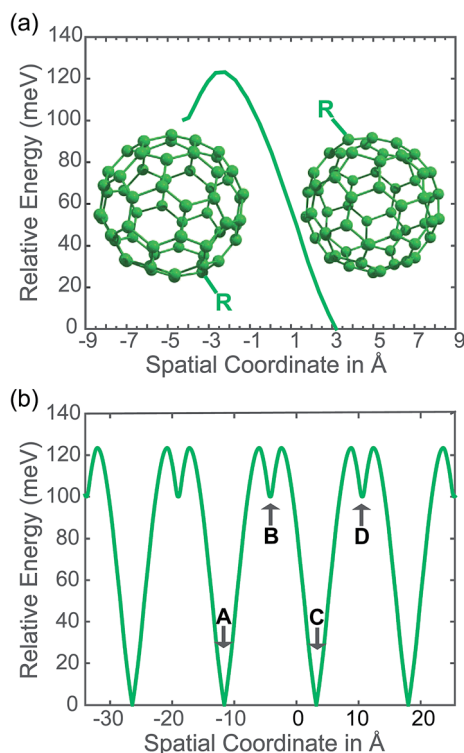 (a)
140
120
100
80
60
40
20
0
Relative Energy (meV)
R
R
-9 -7 -5 -3 -1 1 3 5 7 9
Spatial Coordinate in Å
(b)
140
120
100
80
60
40
20
0
Relative Energy (meV)
B D
A C
-30 -20 -10 0 10 20
Spatial Coordinate in Å